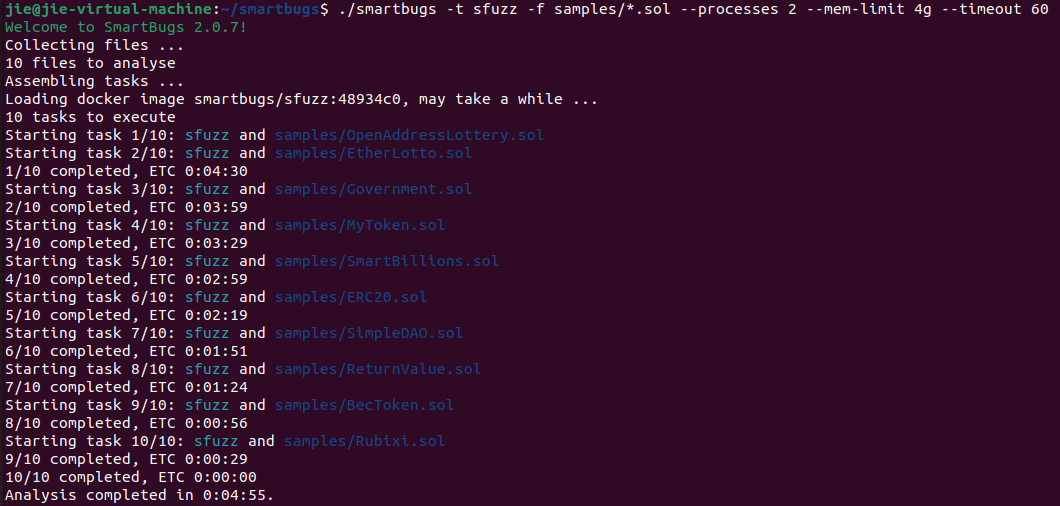 jie@jie-virtual-machine:~/smartbugs$ ./smartbugs -t sfuzz -f samples/*.sol --processes 2 --mem-limit 4g --timeout 60
Welcome to SmartBugs 2.0.7!
Collecting files ...
10 files to analyse
Assembling tasks ...
Loading docker image smartbugs/sfuzz:48934c0, may take a while ...
10 tasks to execute
Starting task 1/10: sfuzz and samples/OpenAddressLottery.sol
Starting task 2/10: sfuzz and samples/EtherLotto.sol
1/10 completed, ETC 0:04:30
Starting task 3/10: sfuzz and samples/Government.sol
2/10 completed, ETC 0:03:59
Starting task 4/10: sfuzz and samples/MyToken.sol
3/10 completed, ETC 0:03:29
Starting task 5/10: sfuzz and samples/SmartBillions.sol
4/10 completed, ETC 0:02:59
Starting task 6/10: sfuzz and samples/ERC20.sol
5/10 completed, ETC 0:02:19
Starting task 7/10: sfuzz and samples/SimpleDAO.sol
6/10 completed, ETC 0:01:51
Starting task 8/10: sfuzz and samples/ReturnValue.sol
7/10 completed, ETC 0:01:24
Starting task 9/10: sfuzz and samples/BecToken.sol
8/10 completed, ETC 0:00:56
Starting task 10/10: sfuzz and samples/Rubixi.sol
9/10 completed, ETC 0:00:29
10/10 completed, ETC 0:00:00
Analysis completed in 0:04:55.